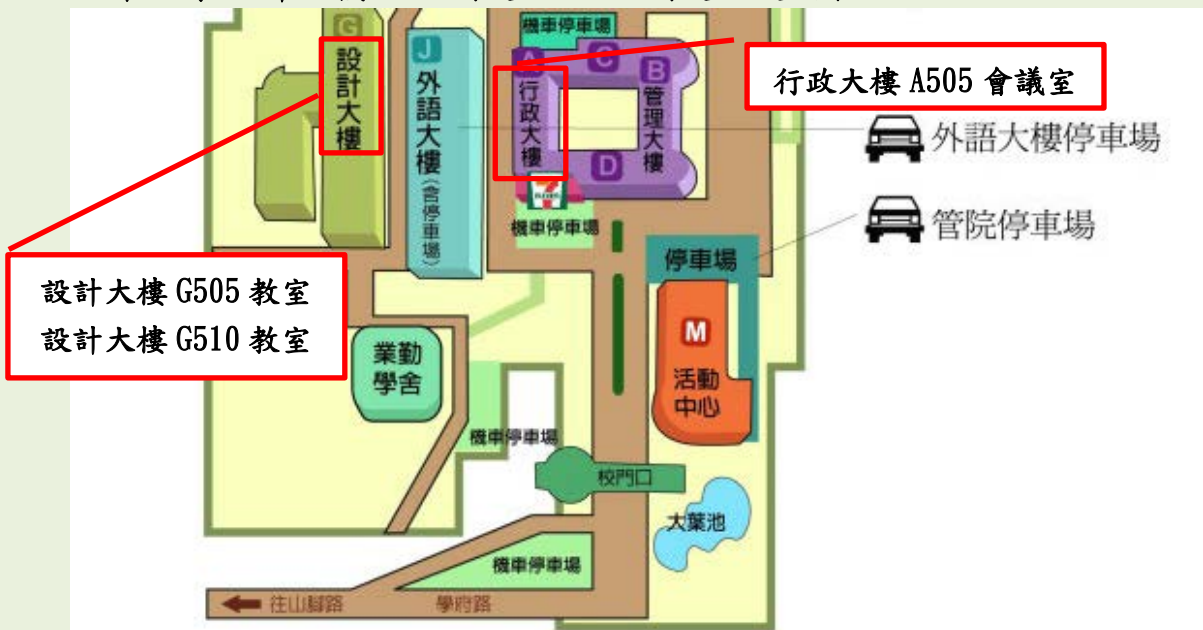 機車停車場
G
設計大樓
J
外語大樓(含停車場)
A
行政大樓
C
B
管理大樓
D
行政大樓 A505 會議室
外語大樓停車場
管院停車場
7
ELEVEN
機車停車場
停車場
設計大樓 G505 教室
設計大樓 G510 教室
業勤
學舍
M
活動
中心
機車停車場
校門口
大葉池
機車停車場
往山腳路
學府路